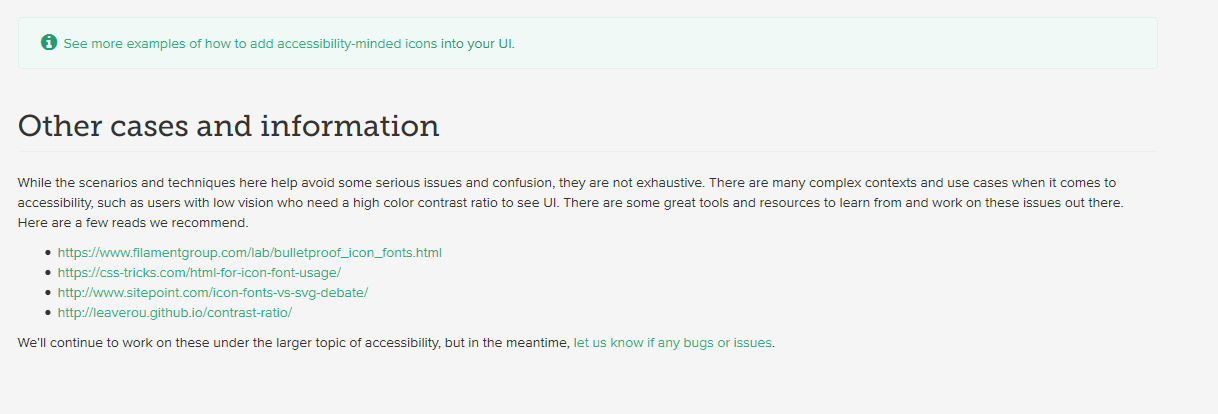 See more examples of how to add accessibility-minded icons into your UI.
Other cases and information
While the scenarios and techniques here help avoid some serious issues and confusion, they are not exhaustive. There are many complex contexts and use cases when it comes to
accessibility, such as users with low vision who need a high color contrast ratio to see UI. There are some great tools and resources to learn from and work on these issues out there.
Here are a few reads we recommend.
https://www.filamentgroup.com/lab/bulletproof_icon_fonts.html
https://css-tricks.com/html-for-icon-font-usage/
http://www.sitepoint.com/icon-fonts-vs-svg-debate/
http://leaverou.github.io/contrast-ratio/
We'll continue to work on these under the larger topic of accessibility, but in the meantime, let us know if any bugs or issues.